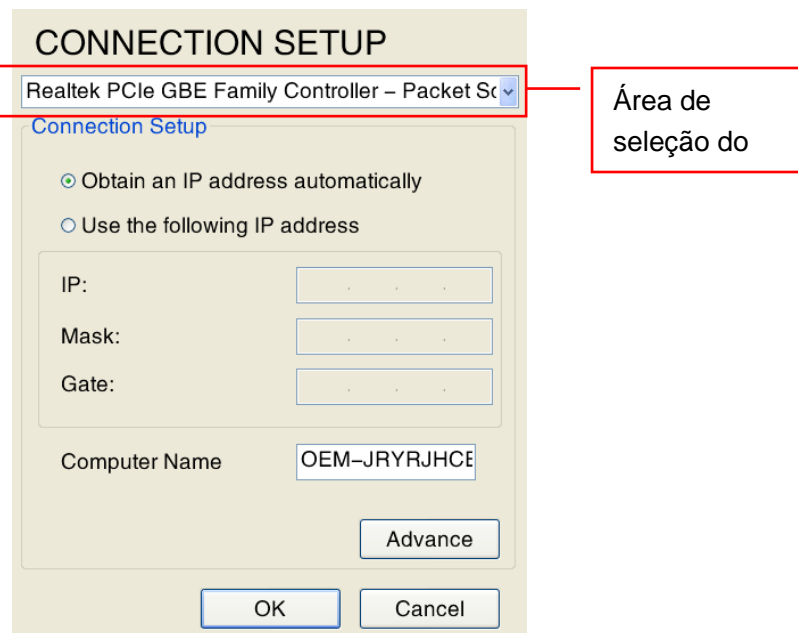 CONNECTION SETUP
Realtek PCIe GBE Family Controller – Packet Sc
Connection Setup
Obtain an IP address automatically
Use the following IP address
IP:
Mask:
Gate:
Computer Name OEM–JRYRJHCE
Advance
OK Cancel
Área de
seleção do